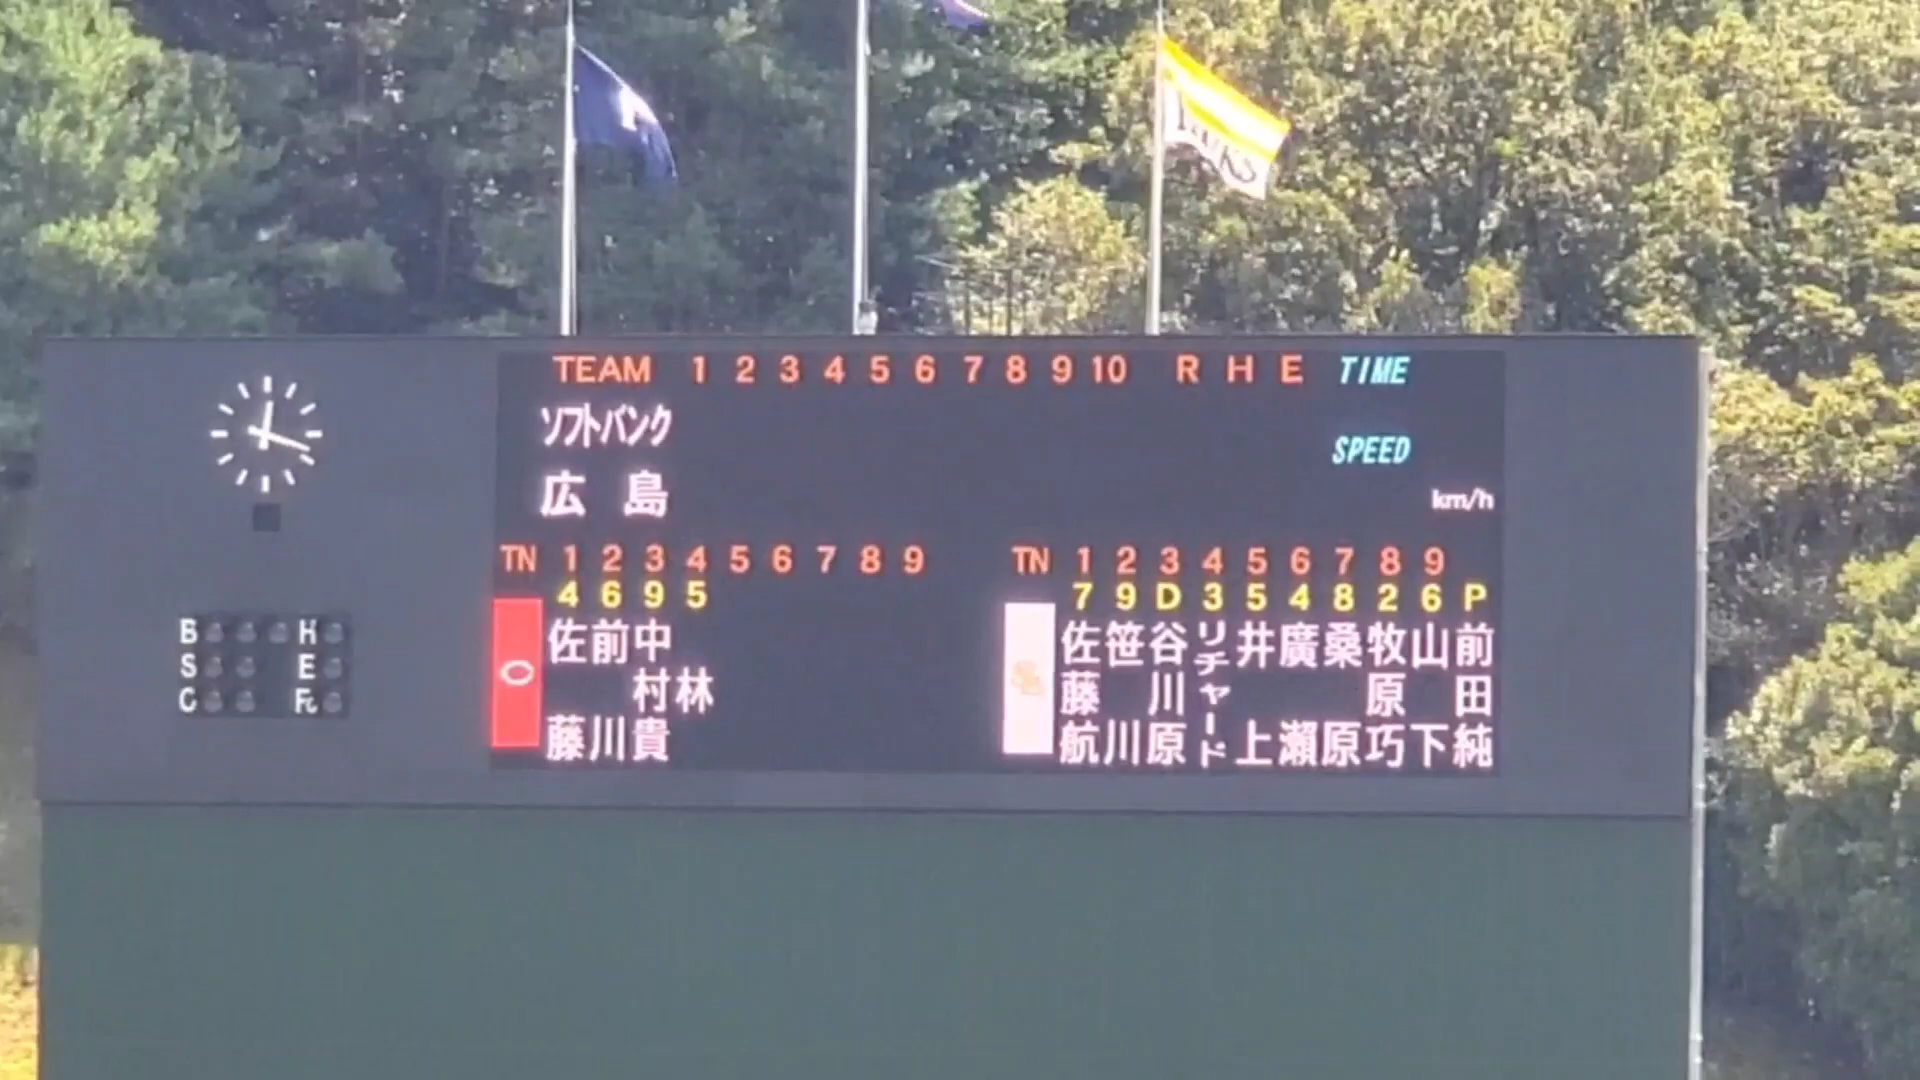 HAWKS
TEAM 1 2 3 4 5 6 7 8 9 10 R H E TIME
ソフトバンク
SPEED
広島
km/h
TN 1 2 3 4 5 6 7 8 9
4 6 9 5
佐藤
前川
中村貴
林
TN 1 2 3 4 5 6 7 8 9
7 9 D 3 5 4 8 2 6 P
佐藤航
笹川
谷川原
リチャード
井上
廣瀬
桑原
牧原巧
山下
前田純
B H
S E